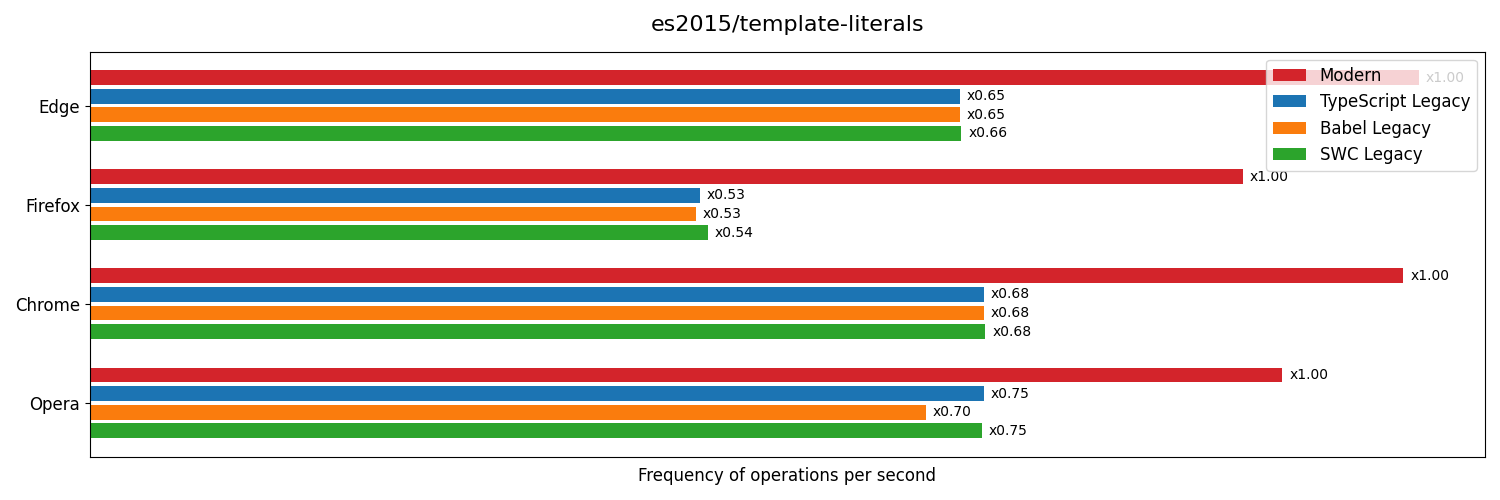 es2015/template-literals
Modern
TypeScript Legacy
Babel Legacy
SWC Legacy
Edge
x1.00
x0.65
x0.65
x0.66
Firefox
x1.00
x0.53
x0.53
x0.54
Chrome
x1.00
x0.68
x0.68
x0.68
Opera
x1.00
x0.75
x0.70
x0.75
Frequency of operations per second